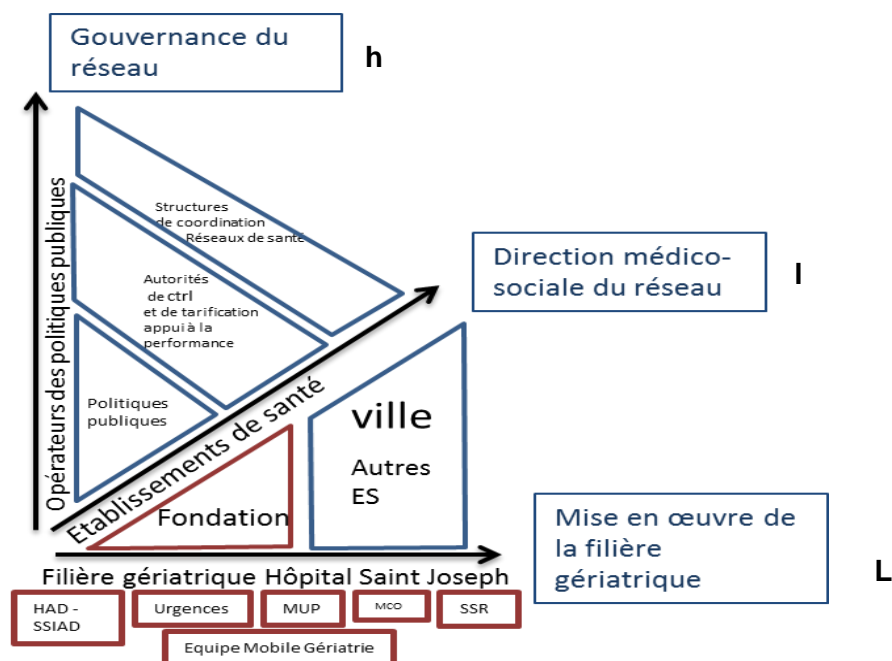 Gouvernance du
réseau
h
Opérateurs des politiques publiques
Structures
de coordination
Réseaux de santé
Autorités
de ctrl
et de tarification
appui à la
performance
Politiques
publiques
Direction médico-
sociale du réseau
l
Etablissements de santé
ville
Autres
ES
Fondation
Mise en œuvre de
la filière
gériatrique
L
Filière gériatrique Hôpital Saint Joseph
HAD -
SSIAD
Urgences
MUP
MCO
SSR
Equipe Mobile Gériatrie